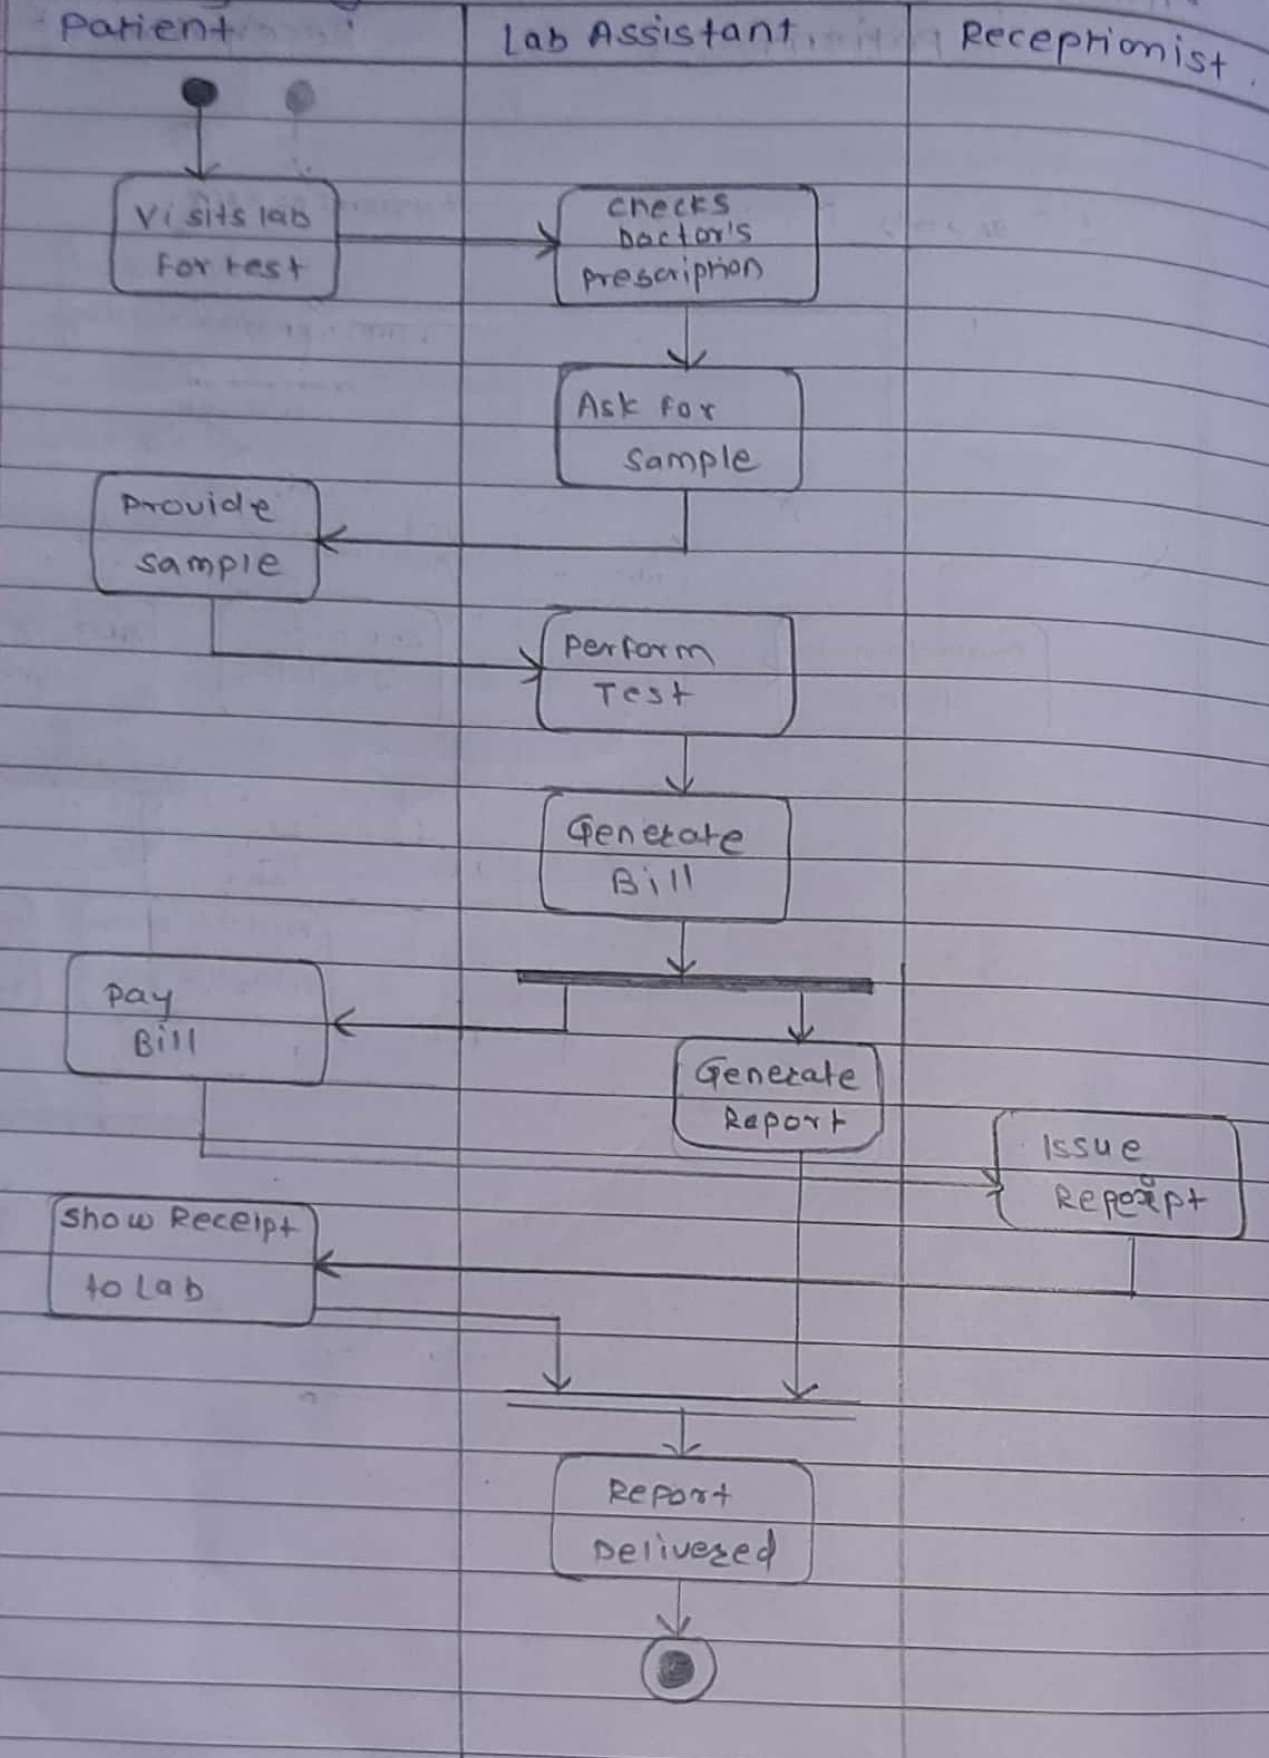 Patient
Lab Assistant
Receptionist
Visits lab
For test
checks
Doctor's
prescription
Ask For
sample
Provide
sample
Perform
Test
Generate
Bill
Pay
Bill
Generate
Report
Issue
Show Receipt
to Lab
Report
Delivered